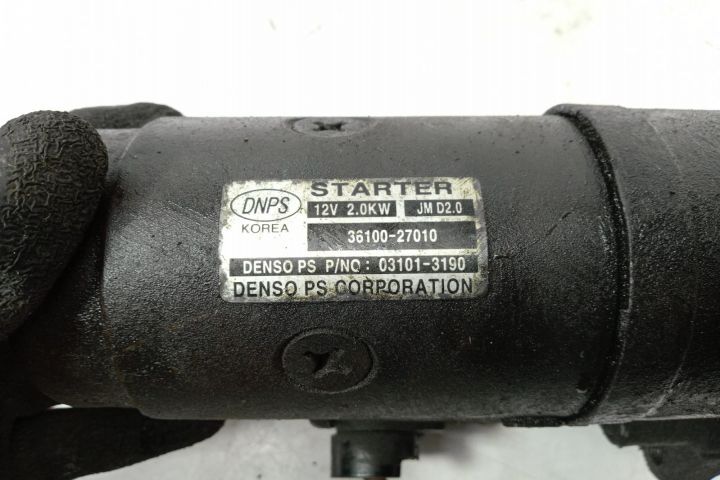 DNPS STARTER
12V 2.0KW JM D2.0
KOREA 36100-27010
DENSO PS P/NO: 03101-3190
DENSO PS CORPORATION